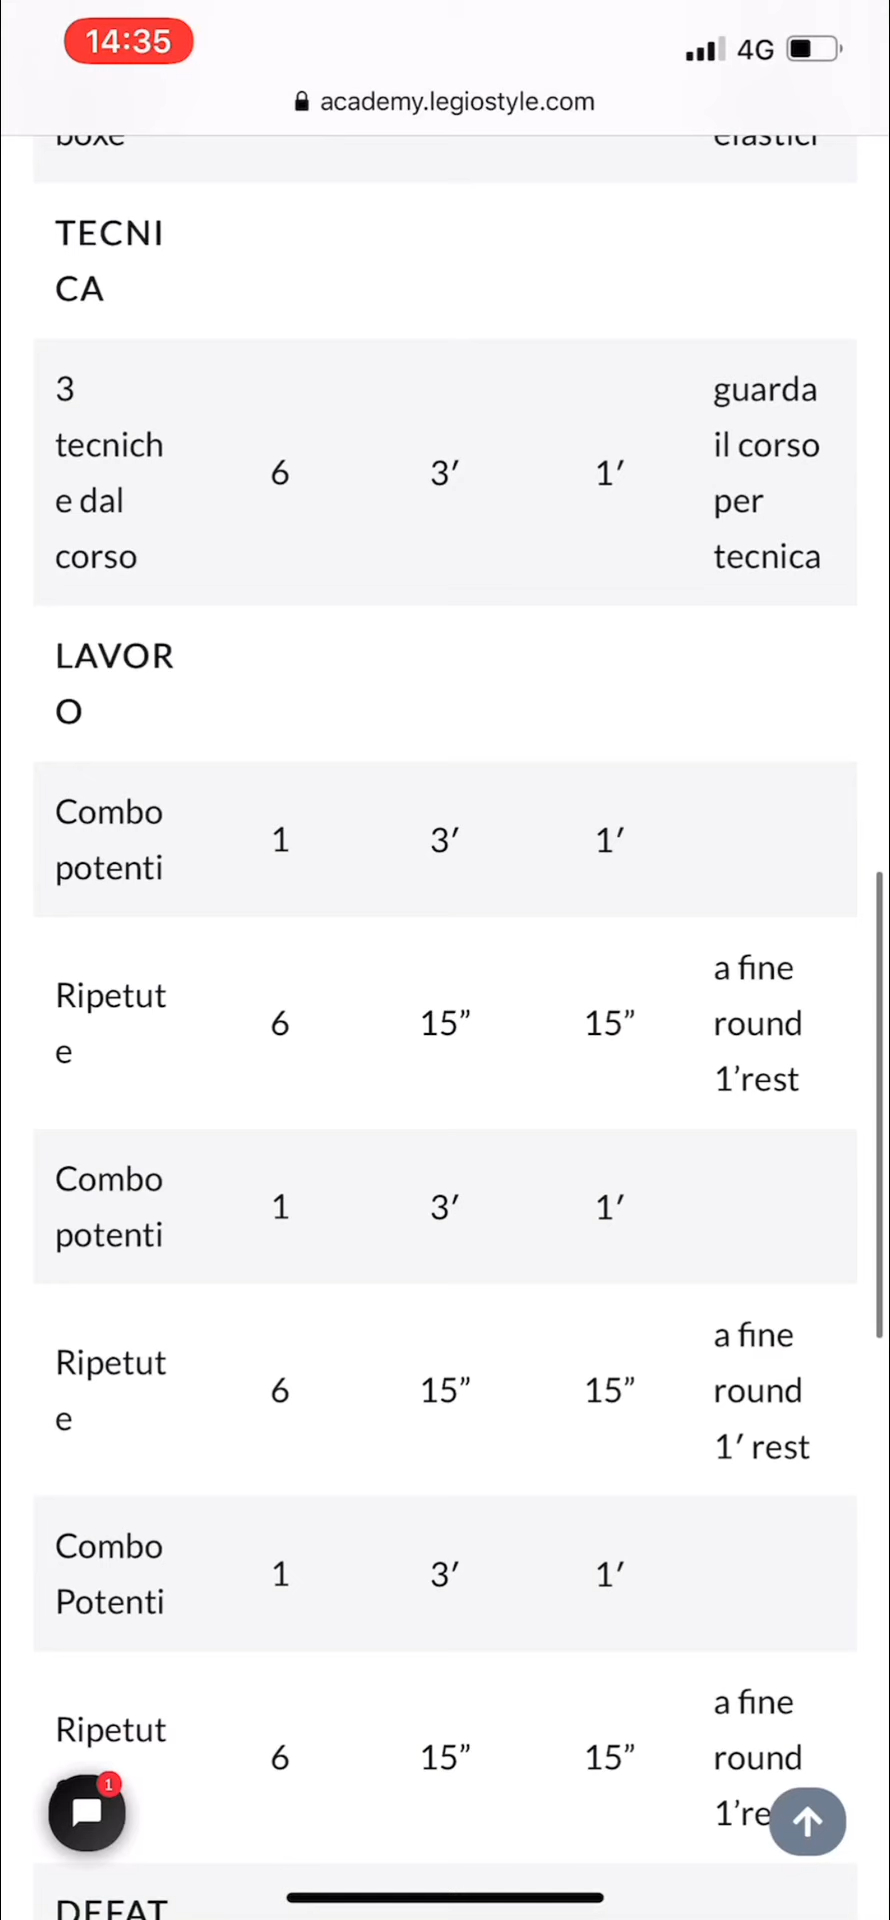 14:35
4G
academy.legiostyle.com
boxe elastici
TECNI
CA
3
tecnich
e dal
corso
6 3′ 1′
guarda
il corso
per
tecnica
LAVOR
O
Combo
potenti
1 3′ 1′
Ripetut
e
6 15” 15”
a fine
round
1’rest
Combo
potenti
1 3′ 1′
Ripetut
e
6 15” 15”
a fine
round
1′ rest
Combo
Potenti
1 3′ 1′
Ripetut
6 15” 15”
a fine
round
1’re
1